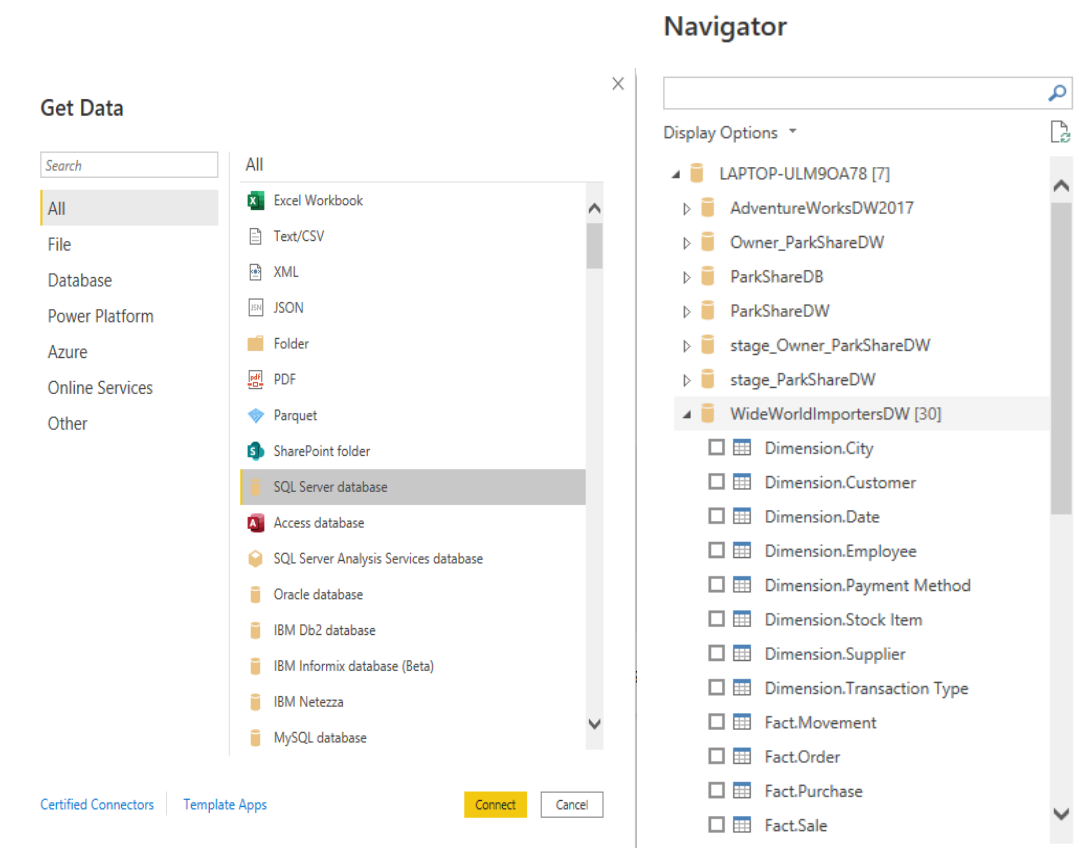 Get Data
Search
All
File
Database
Power Platform
Azure
Online Services
Other
All
Excel Workbook
Text/CSV
XML
JSON
Folder
PDF
Parquet
SharePoint folder
SQL Server database
Access database
SQL Server Analysis Services database
Oracle database
IBM Db2 database
IBM Informix database (Beta)
IBM Netezza
MySQL database
Certified Connectors
Template Apps
Connect
Cancel
Navigator
Display Options
LAPTOP-ULM9OA78 [7]
AdventureWorksDW2017
Owner_ParkShareDW
ParkShareDB
ParkShareDW
stage_Owner_ParkShareDW
stage_ParkShareDW
WideWorldImportersDW [30]
Dimension.City
Dimension.Customer
Dimension.Date
Dimension.Employee
Dimension.Payment Method
Dimension.Stock Item
Dimension.Supplier
Dimension.Transaction Type
Fact.Movement
Fact.Order
Fact.Purchase
Fact.Sale